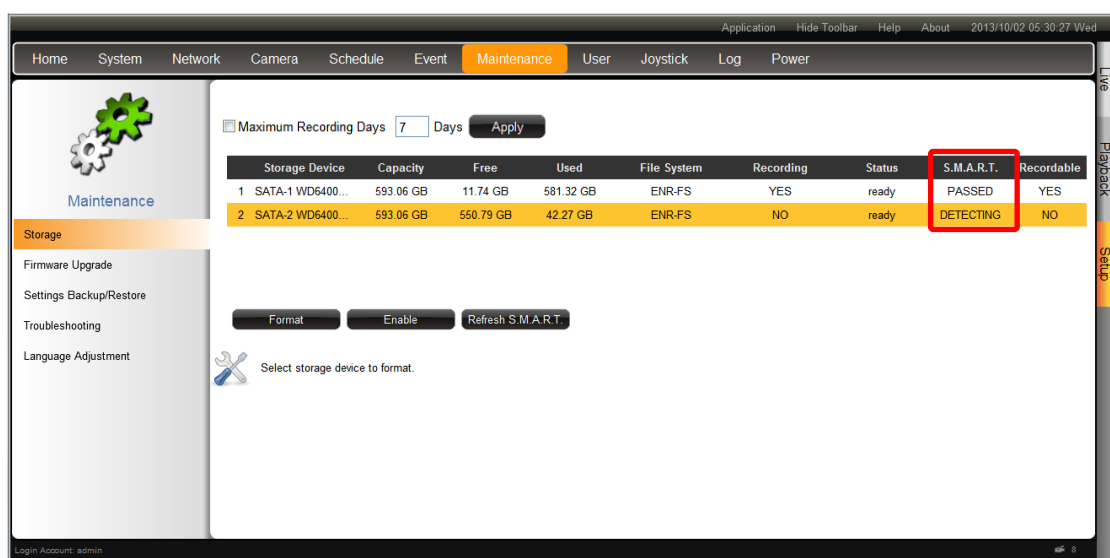 Application Hide Toolbar Help About 2013/10/02 05:30:27 Wed
Home System Network Camera Schedule Event Maintenance User Joystick Log Power
Live
Playback
Setup
Maintenance
Storage
Firmware Upgrade
Settings Backup/Restore
Troubleshooting
Language Adjustment
Maximum Recording Days 7 Days Apply
Storage Device Capacity Free Used File System Recording Status S.M.A.R.T. Recordable
1 SATA-1 WD6400... 593.06 GB 11.74 GB 581.32 GB ENR-FS YES ready PASSED YES
2 SATA-2 WD6400... 593.06 GB 550.79 GB 42.27 GB ENR-FS NO ready DETECTING NO
Format Enable Refresh S.M.A.R.T.
Select storage device to format.
Login Account: admin 8